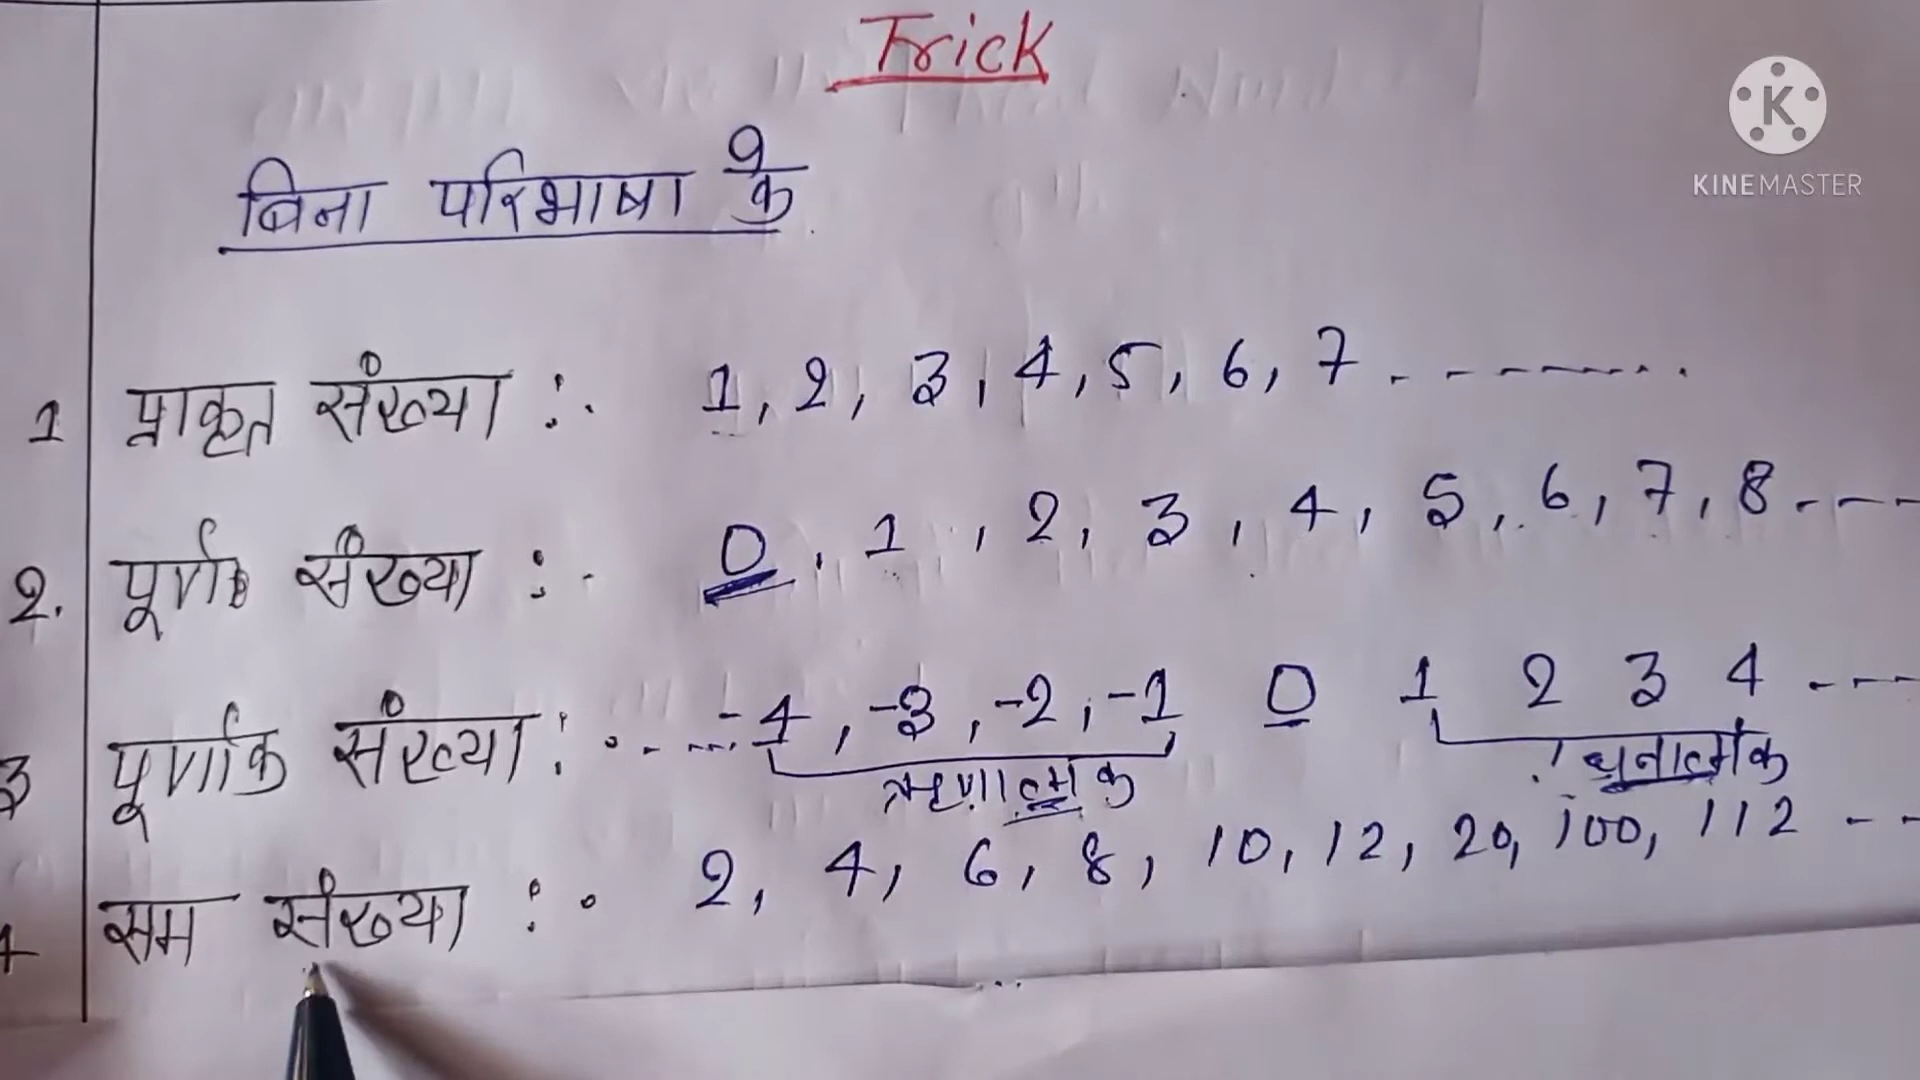 Trick
KINEMASTER
बिना परिभाषा के
1 प्राकृत संख्या :- 1, 2, 3, 4, 5, 6, 7 - - - - - - -
2. पूर्ण संख्या :- 0, 1, 2, 3, 4, 5, 6, 7, 8 - - - -
3 पूर्णांक संख्या :- - - - -4, -3, -2, -1 0 1 2 3 4 - - - -
ऋणात्मक धनात्मक
4 सम संख्या :- 2, 4, 6, 8, 10, 12, 20, 100, 112 - -